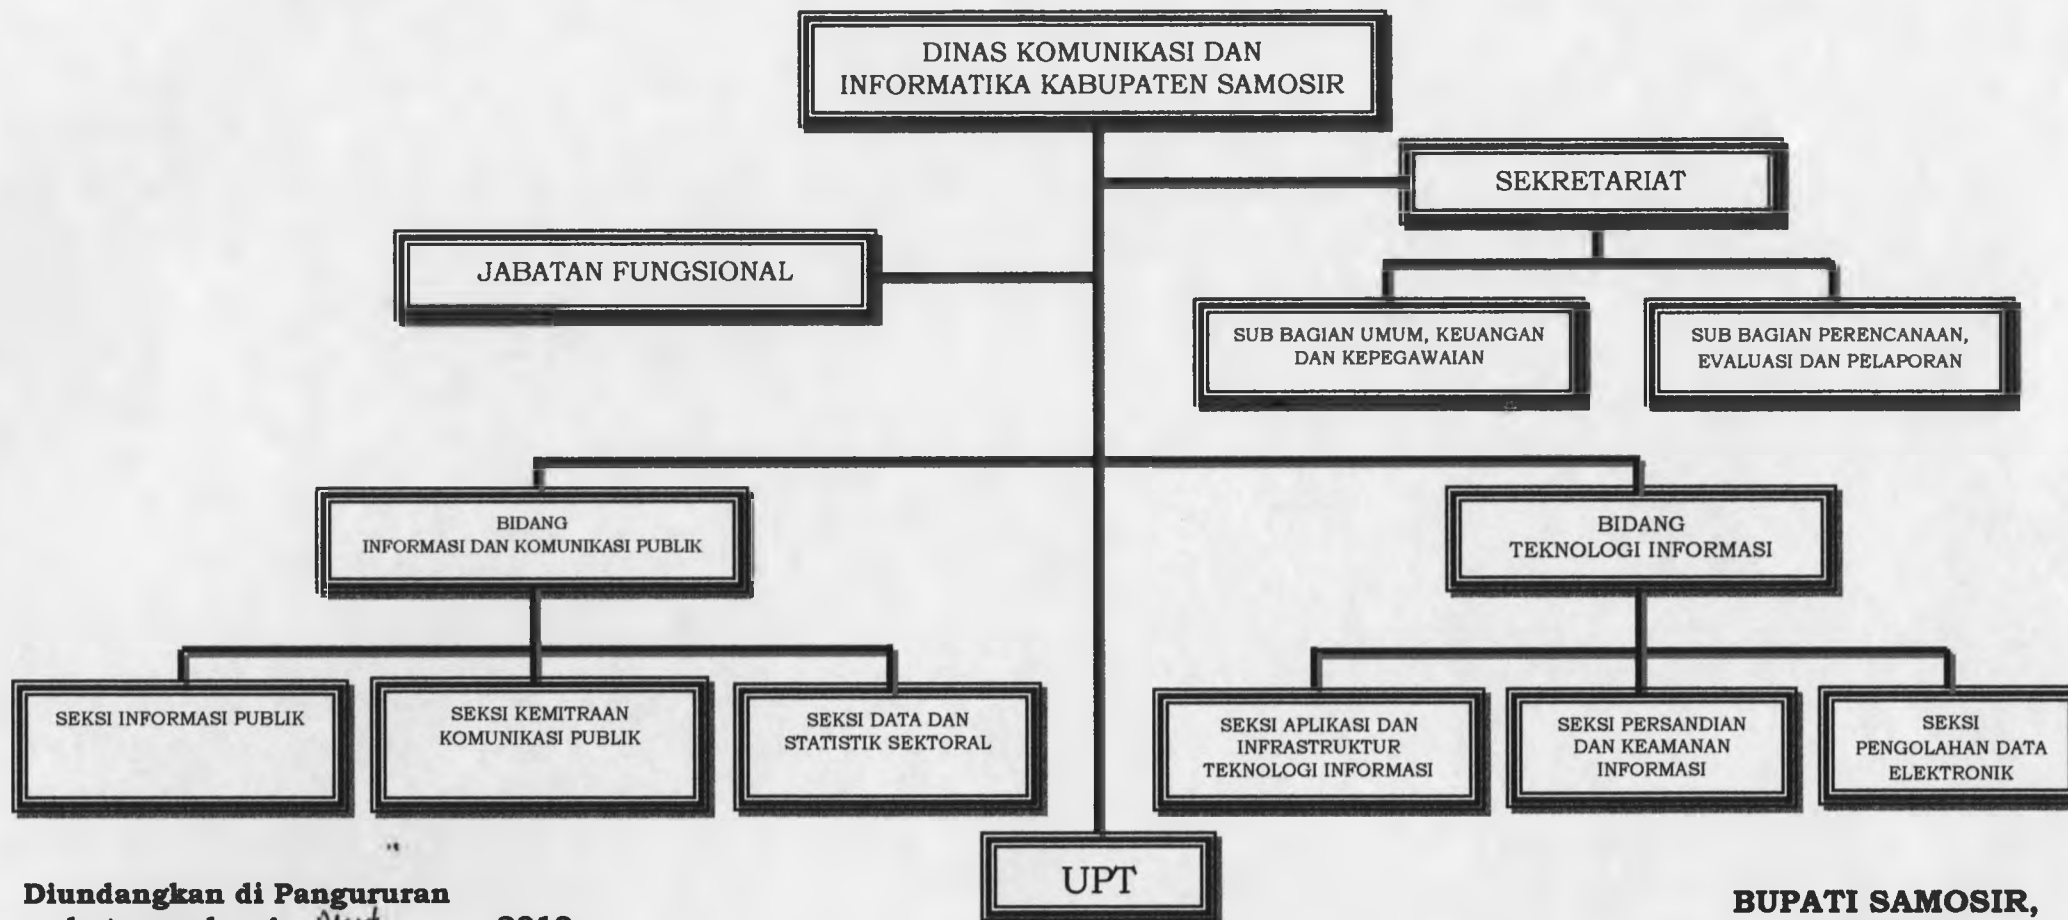 DINAS KOMUNIKASI DAN
INFORMATIKA KABUPATEN SAMOSIR
SEKRETARIAT
JABATAN FUNGSIONAL
SUB BAGIAN UMUM, KEUANGAN
DAN KEPEGAWAIAN
SUB BAGIAN PERENCANAAN,
EVALUASI DAN PELAPORAN
BIDANG
INFORMASI DAN KOMUNIKASI PUBLIK
BIDANG
TEKNOLOGI INFORMASI
SEKSI INFORMASI PUBLIK
SEKSI KEMITRAAN
KOMUNIKASI PUBLIK
SEKSI DATA DAN
STATISTIK SEKTORAL
SEKSI APLIKASI DAN
INFRASTRUKTUR
TEKNOLOGI INFORMASI
SEKSI PERSANDIAN
DAN KEAMANAN
INFORMASI
SEKSI
PENGOLAHAN DATA
ELEKTRONIK
UPT
Diundangkan di Pangururan
BUPATI SAMOSIR,